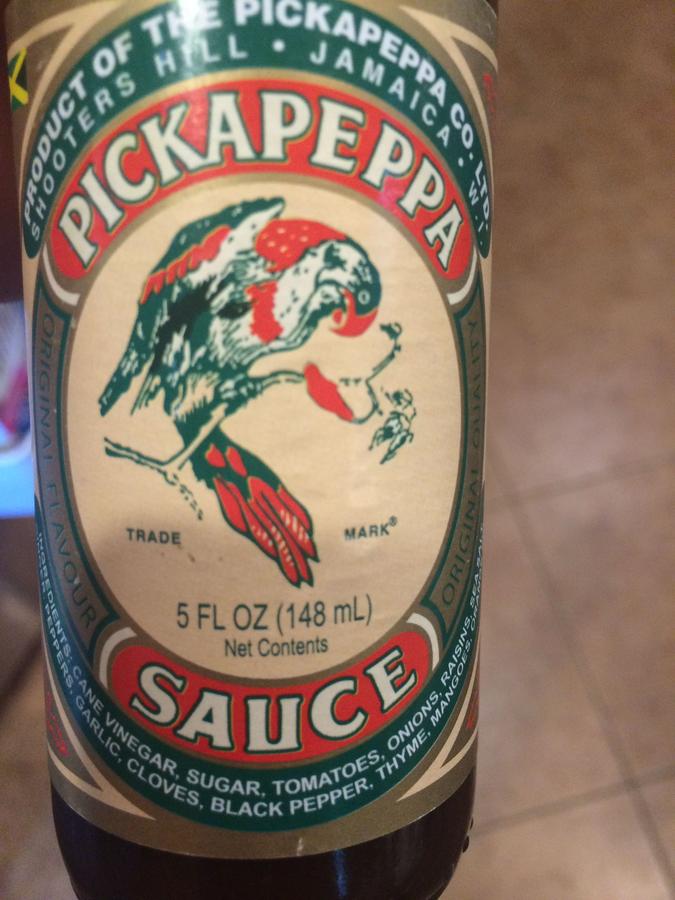 PRODUCT OF THE PICKAPEPPA CO. LTD.
SHOOTERS HILL • JAMAICA • W.I
PICKAPEPPA
ORIGINAL FLAVOUR
ORIGINAL QUALITY
TRADE MARK®
5 FL OZ (148 mL)
Net Contents
SAUCE
INGREDIENTS: CANE VINEGAR, SUGAR, TOMATOES, ONIONS, RAISINS, SEA SALT,
PEPPERS, GARLIC, CLOVES, BLACK PEPPER, THYME, MANGOES,